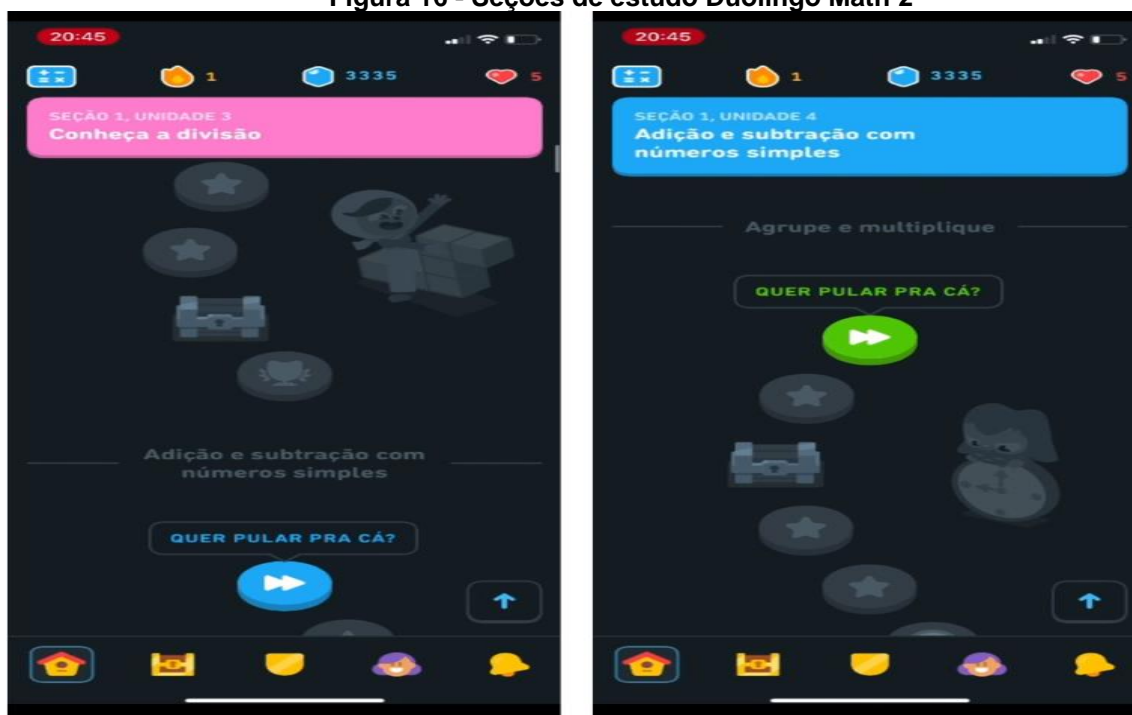 Figura 16 - Seções de estudo Duolingo Math 2
20:45
1
3335
5
SEÇÃO 1, UNIDADE 3
Conheça a divisão
Adição e subtração com
números simples
QUER PULAR PRA CÁ?
20:45
1
3335
5
SEÇÃO 1, UNIDADE 4
Adição e subtração com
números simples
Agrupe e multiplique
QUER PULAR PRA CÁ?